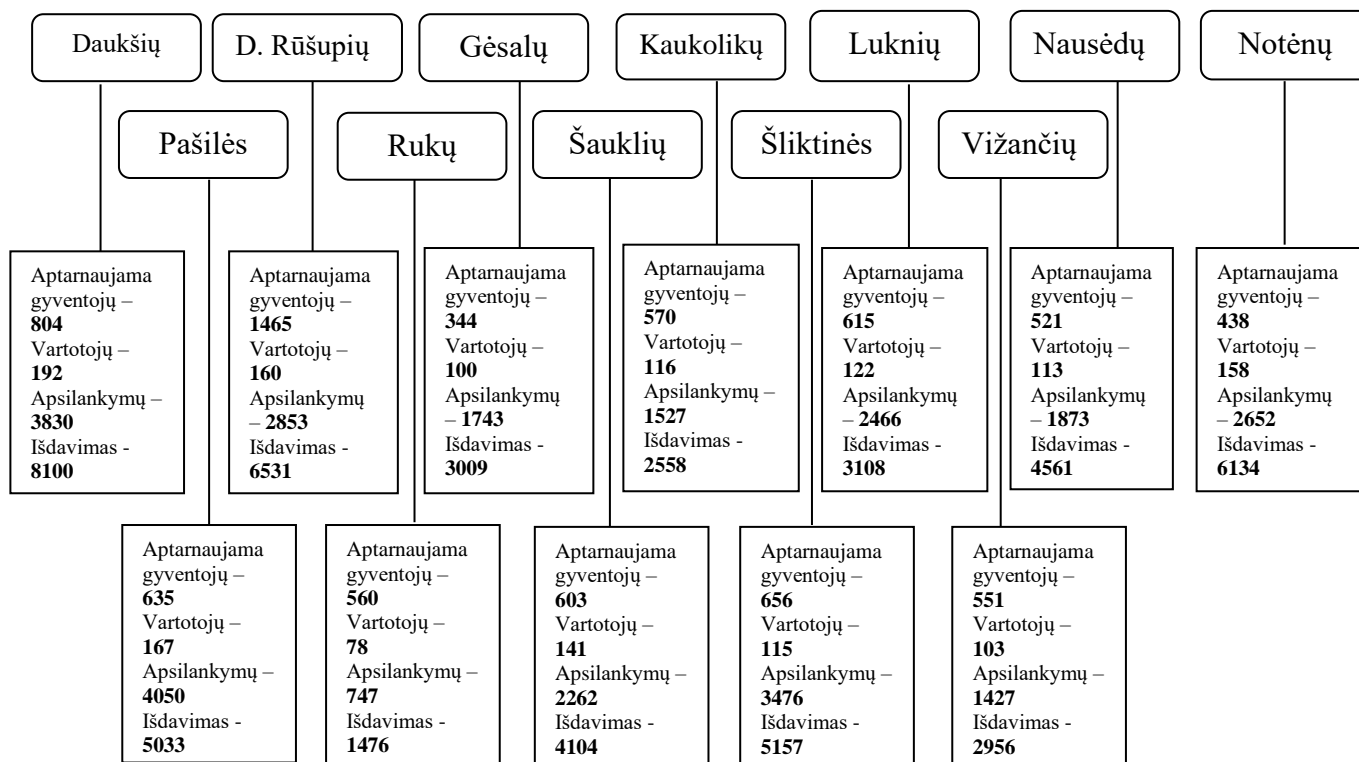 Daukšių
D. Rūšupių
Gėsalų
Kaukolikų
Luknių
Nausėdų
Notėnų
Pašilės
Rukų
Šauklių
Šliktinės
Vižančių
Aptarnaujama
gyventojų –
804
Vartotojų –
192
Apsilankymų –
3830
Išdavimas -
8100
Aptarnaujama
gyventojų –
1465
Vartotojų –
160
Apsilankymų
– 2853
Išdavimas -
6531
Aptarnaujama
gyventojų –
344
Vartotojų –
100
Apsilankymų
– 1743
Išdavimas -
3009
Aptarnaujama
gyventojų –
570
Vartotojų –
116
Apsilankymų –
1527
Išdavimas -
2558
Aptarnaujama
gyventojų –
615
Vartotojų –
122
Apsilankymų
– 2466
Išdavimas -
3108
Aptarnaujama
gyventojų –
521
Vartotojų –
113
Apsilankymų
– 1873
Išdavimas -
4561
Aptarnaujama
gyventojų –
438
Vartotojų –
158
Apsilankymų
– 2652
Išdavimas -
6134
Aptarnaujama
gyventojų –
635
Vartotojų –
167
Apsilankymų –
4050
Išdavimas -
5033
Aptarnaujama
gyventojų –
560
Vartotojų –
78
Apsilankymų –
747
Išdavimas -
1476
Aptarnaujama
gyventojų –
603
Vartotojų –
141
Apsilankymų –
2262
Išdavimas -
4104
Aptarnaujama
gyventojų –
656
Vartotojų –
115
Apsilankymų –
3476
Išdavimas -
5157
Aptarnaujama
gyventojų –
551
Vartotojų –
103
Apsilankymų –
1427
Išdavimas -
2956